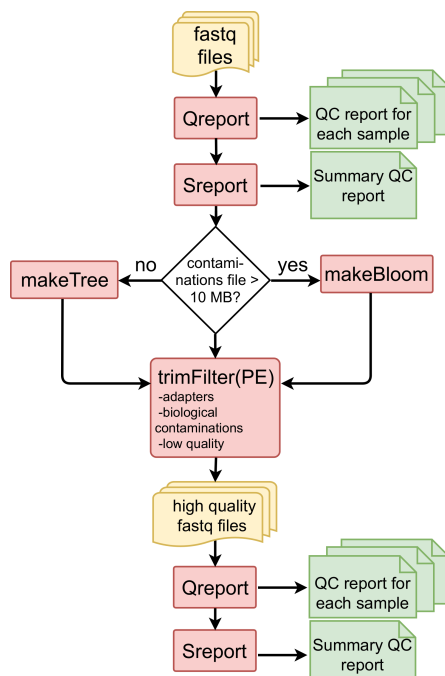 fastq
files
Qreport
QC report for
each sample
Sreport
Summary QC
report
contami-
nations file >
10 MB?
no
yes
makeTree
makeBloom
trimFilter(PE)
-adapters
-biological
contaminations
-low quality
high quality
fastq files
Qreport
QC report for
each sample
Sreport
Summary QC
report